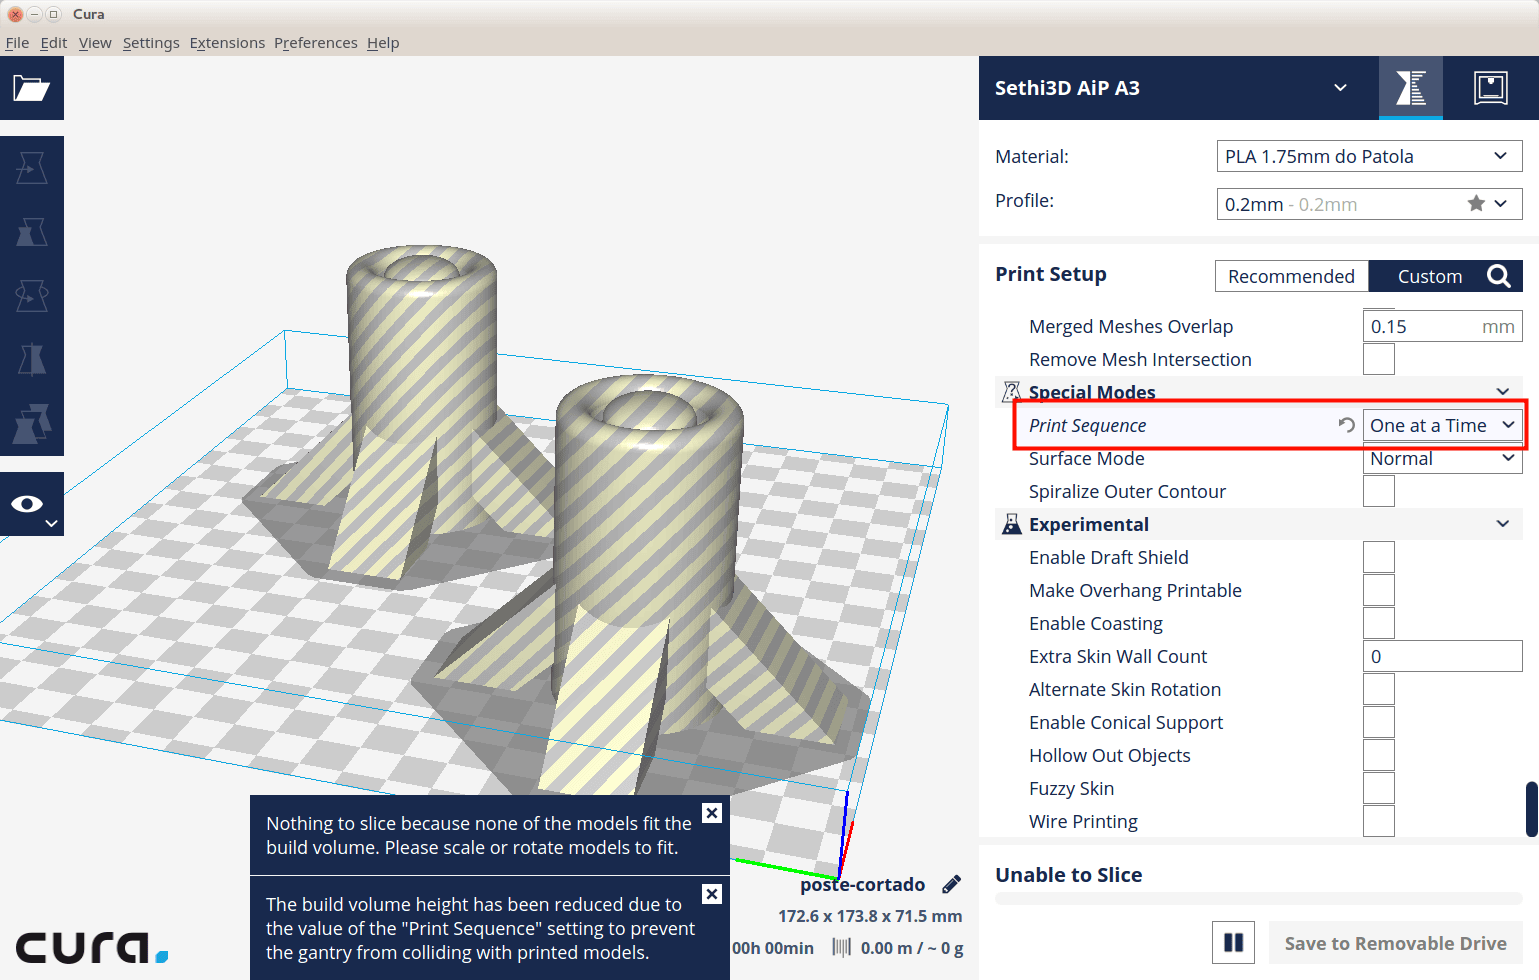 Cura
File Edit View Settings Extensions Preferences Help
Sethi3D AiP A3
Material:
PLA 1.75mm do Patola
Profile:
0.2mm - 0.2mm
Print Setup
Recommended
Custom
Merged Meshes Overlap
0.15 mm
Remove Mesh Intersection
Special Modes
Print Sequence
One at a Time
Surface Mode
Normal
Spiralize Outer Contour
Experimental
Enable Draft Shield
Make Overhang Printable
Enable Coasting
Extra Skin Wall Count
0
Alternate Skin Rotation
Enable Conical Support
Hollow Out Objects
Fuzzy Skin
Wire Printing
Nothing to slice because none of the models fit the
build volume. Please scale or rotate models to fit.
The build volume height has been reduced due to
the value of the "Print Sequence" setting to prevent
the gantry from colliding with printed models.
poste-cortado
172.6 x 173.8 x 71.5 mm
00h 00min
0.00 m / ~ 0 g
Unable to Slice
Save to Removable Drive
cura.